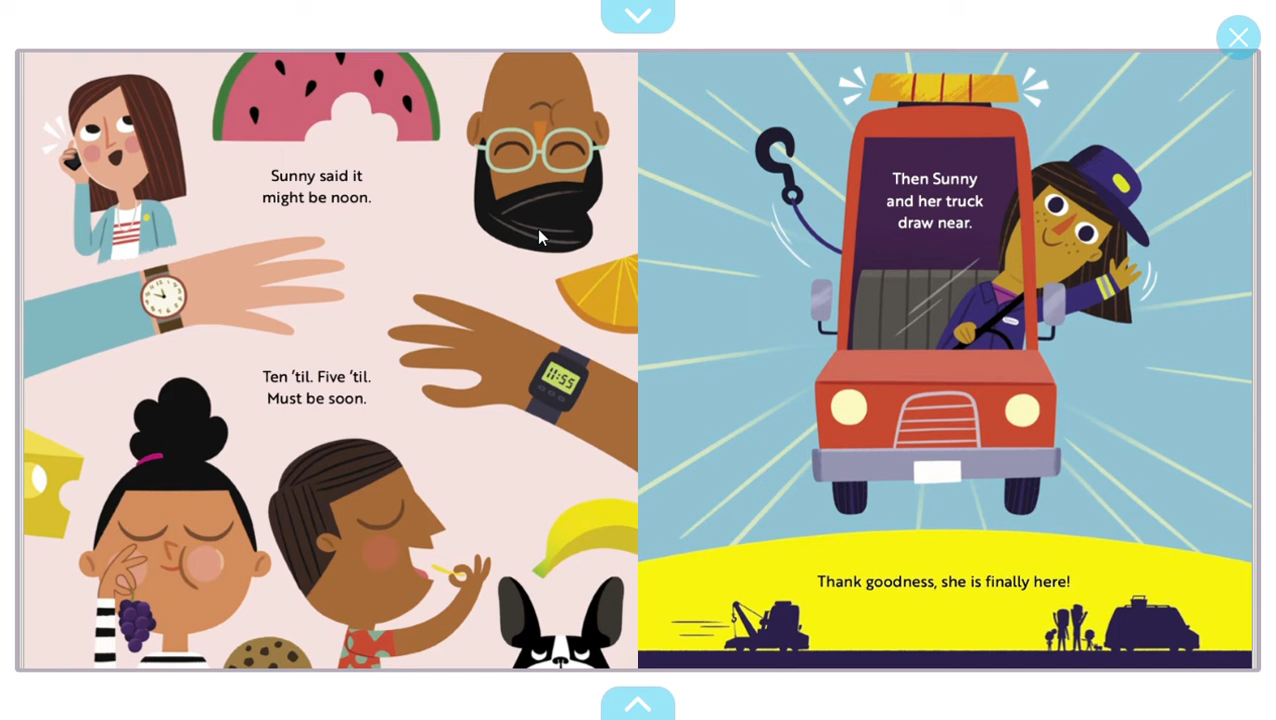 Sunny said it
might be noon.
11:55
Ten ’til. Five ’til.
Must be soon.
Then Sunny
and her truck
draw near.
Thank goodness, she is finally here!